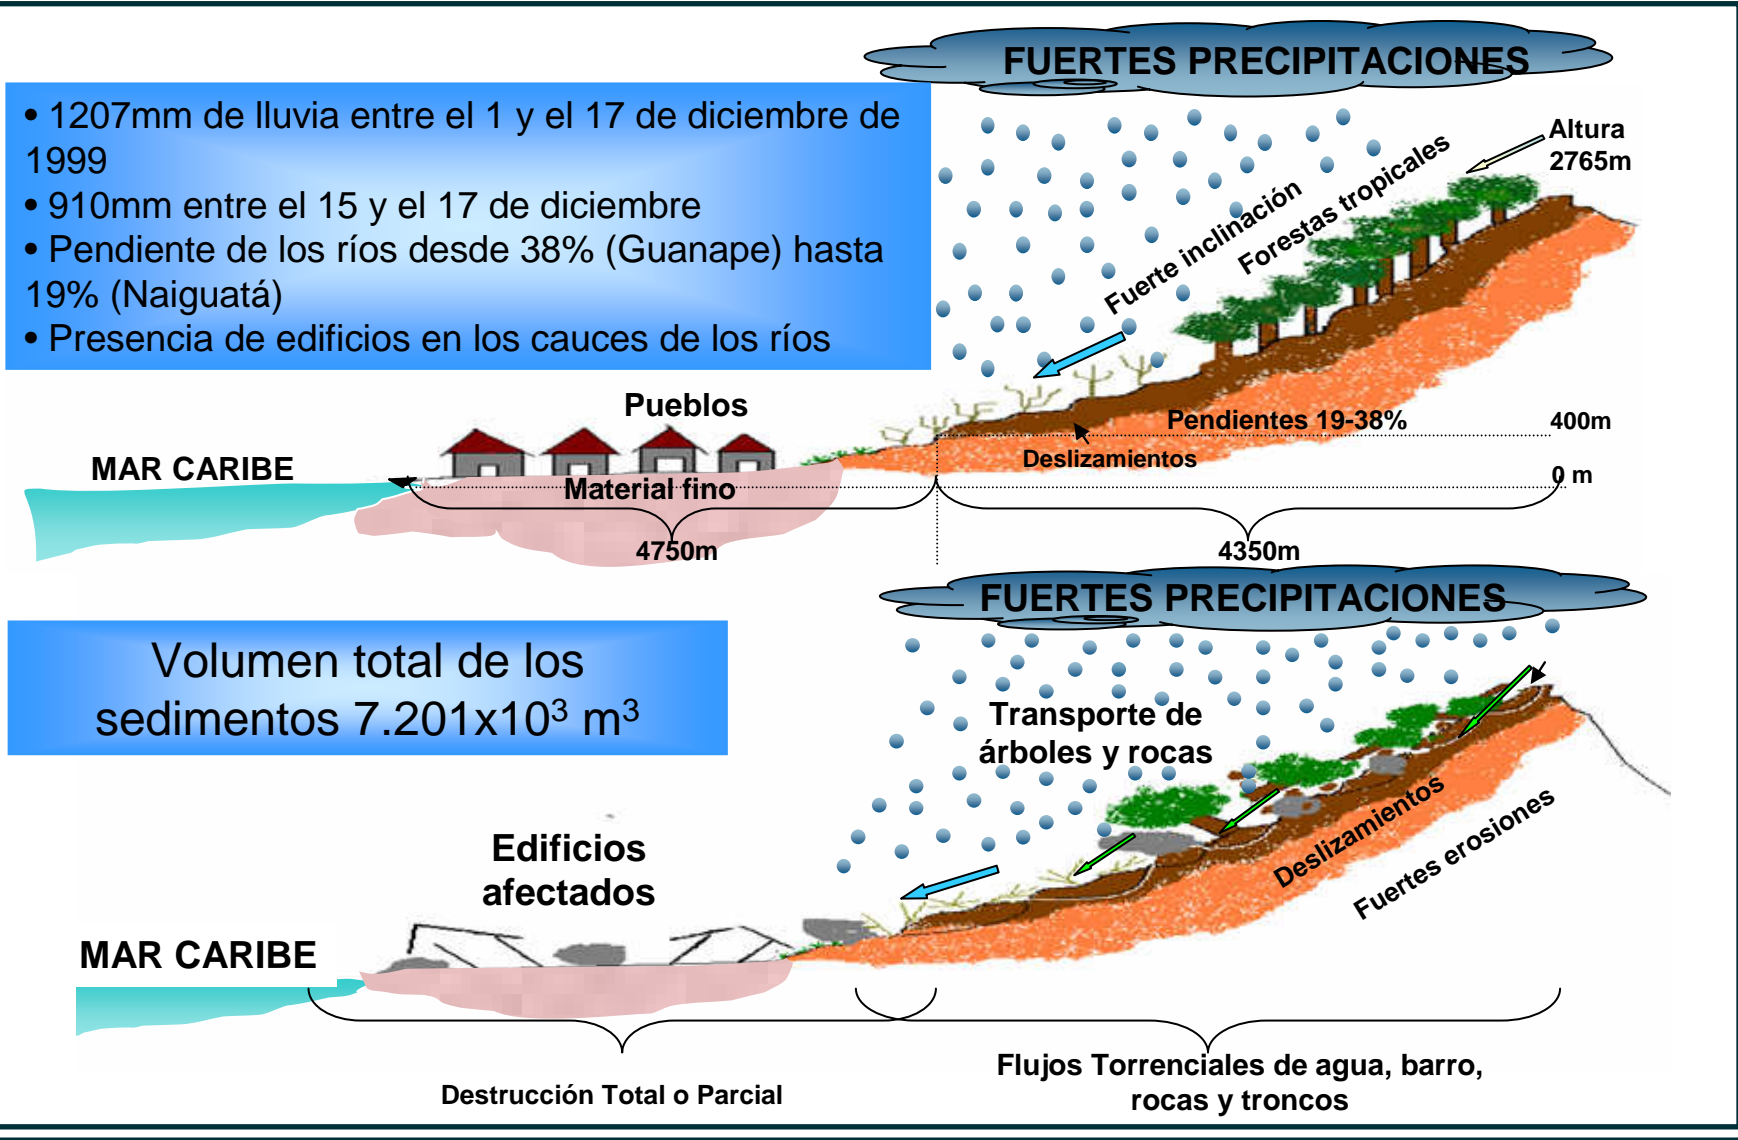 FUERTES PRECIPITACIONES
• 1207mm de lluvia entre el 1 y el 17 de diciembre de
1999
• 910mm entre el 15 y el 17 de diciembre
• Pendiente de los ríos desde 38% (Guanape) hasta
19% (Naiguatá)
• Presencia de edificios en los cauces de los ríos
Altura
2765m
Forestas tropicales
Fuerte inclinación
Pueblos
Pendientes 19-38%
400m
Deslizamientos
MAR CARIBE
0 m
Material fino
4750m
4350m
FUERTES PRECIPITACIONES
Volumen total de los
sedimentos 7.201x10³ m³
Transporte de
árboles y rocas
Deslizamientos
Fuertes erosiones
Edificios
afectados
MAR CARIBE
Flujos Torrenciales de agua, barro,
rocas y troncos
Destrucción Total o Parcial